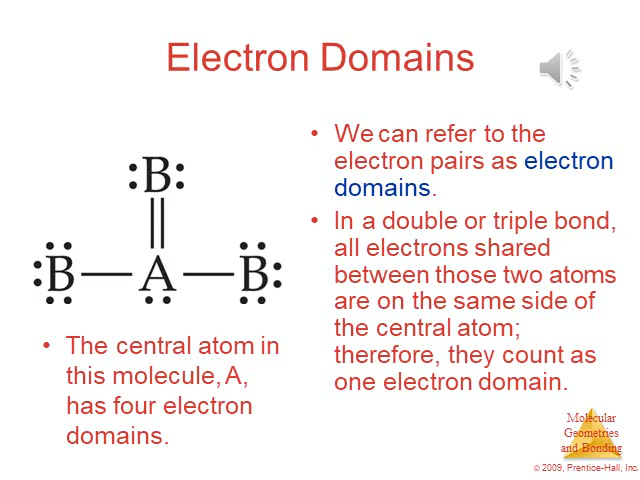 Electron Domains
• We can refer to the
electron pairs as electron
domains.
• In a double or triple bond,
all electrons shared
between those two atoms
are on the same side of
the central atom;
therefore, they count as
one electron domain.
:B:
:B—A—B:
• The central atom in
this molecule, A,
has four electron
domains.
Molecular
Geometries
and Bonding
© 2009, Prentice-Hall, Inc.